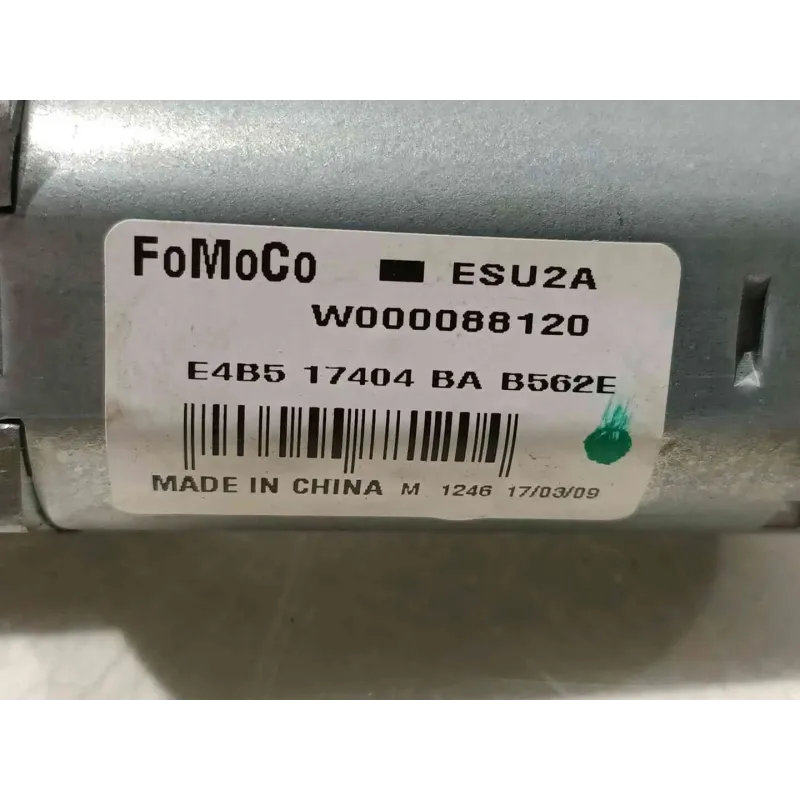 FoMoCo ESU2A
W000088120
E4B5 17404 BA B562E
MADE IN CHINA M 1246 17/03/09